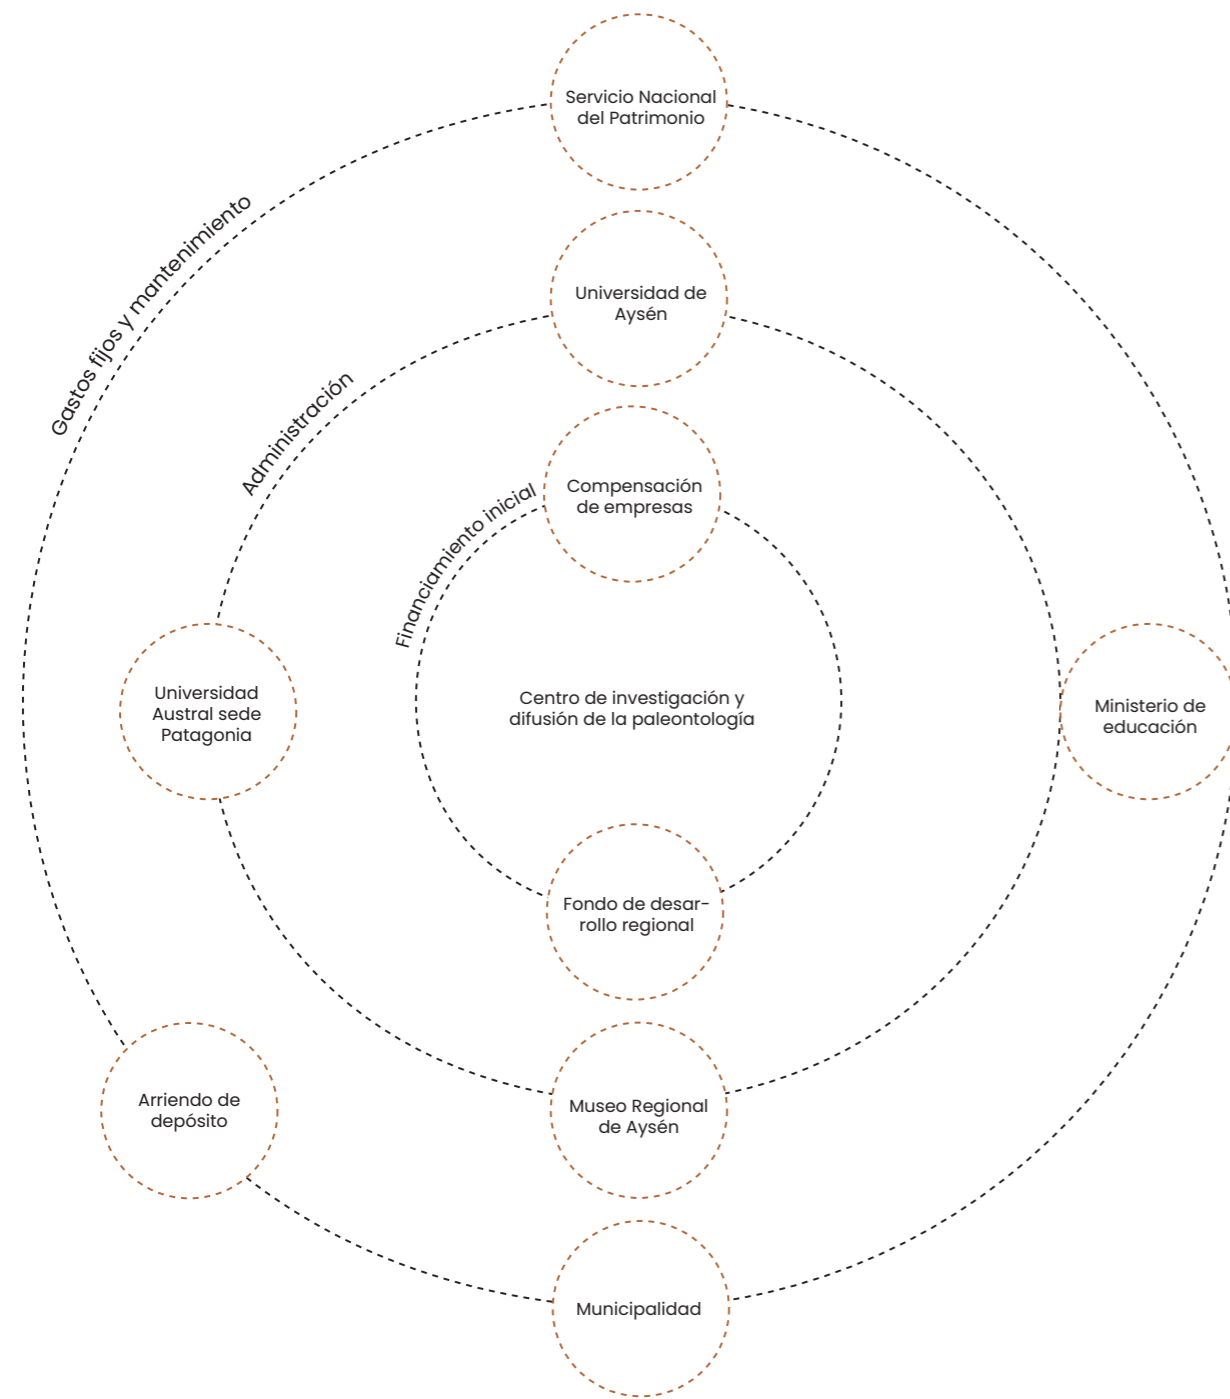 Servicio Nacional
del Patrimonio
Gastos fijos y mantenimiento
Universidad de
Aysén
Administración
Compensación
de empresas
Financiamiento inicial
Universidad
Austral sede
Patagonia
Centro de investigación y
difusión de la paleontología
Ministerio de
educación
Fondo de desar-
rollo regional
Arriendo de
depósito
Museo Regional
de Aysén
Municipalidad